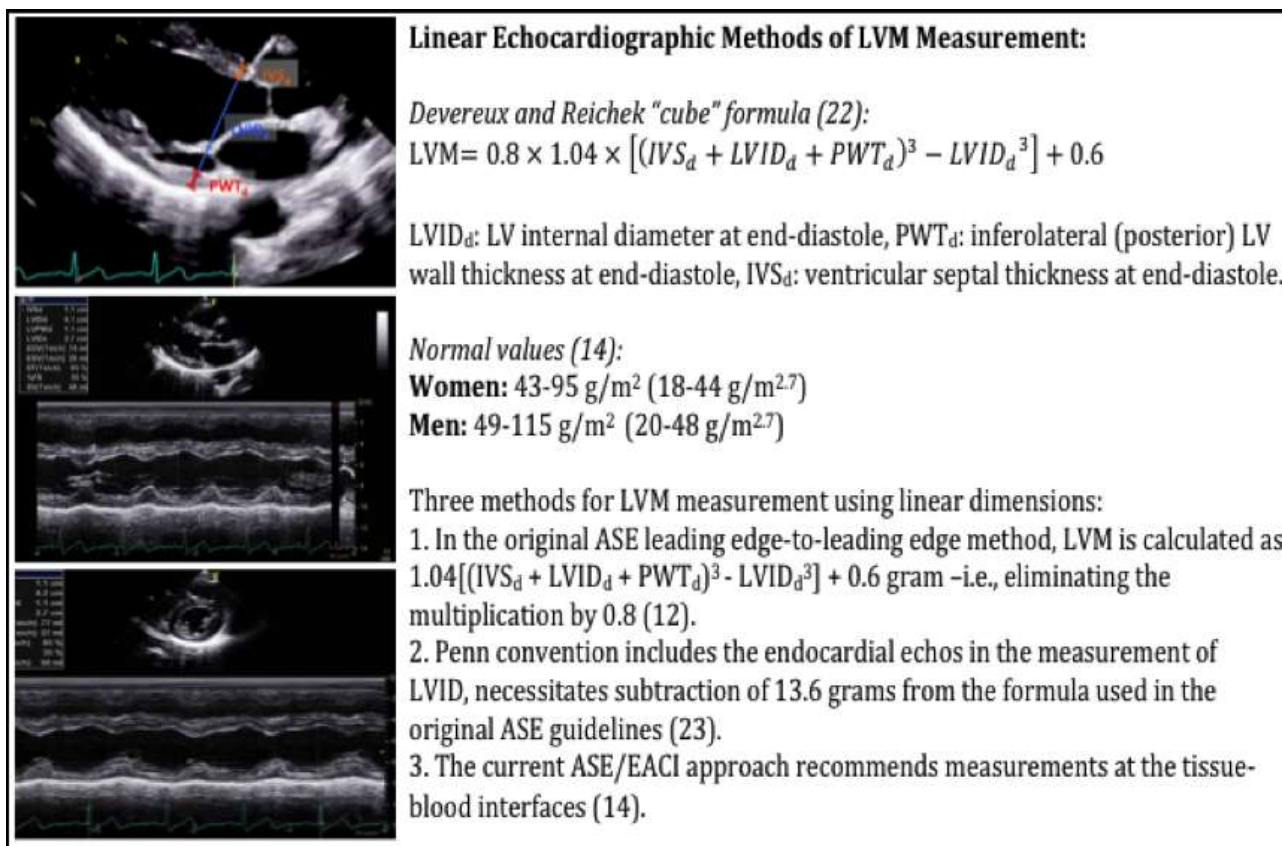 IVSd
LVIDd
PWTd
Linear Echocardiographic Methods of LVM Measurement:
Devereux and Reichek “cube” formula (22):
LVM= 0.8 × 1.04 × [(IVSd + LVIDd + PWTd)³ − LVIDd³] + 0.6
LVIDd: LV internal diameter at end-diastole, PWTd: inferolateral (posterior) LV
wall thickness at end-diastole, IVSd: ventricular septal thickness at end-diastole.
Normal values (14):
Women: 43-95 g/m² (18-44 g/m²·⁷)
Men: 49-115 g/m² (20-48 g/m²·⁷)
Three methods for LVM measurement using linear dimensions:
1. In the original ASE leading edge-to-leading edge method, LVM is calculated as
1.04[(IVSd + LVIDd + PWTd)³ - LVIDd³] + 0.6 gram –i.e., eliminating the
multiplication by 0.8 (12).
2. Penn convention includes the endocardial echos in the measurement of
LVID, necessitates subtraction of 13.6 grams from the formula used in the
original ASE guidelines (23).
3. The current ASE/EACI approach recommends measurements at the tissue-
blood interfaces (14).